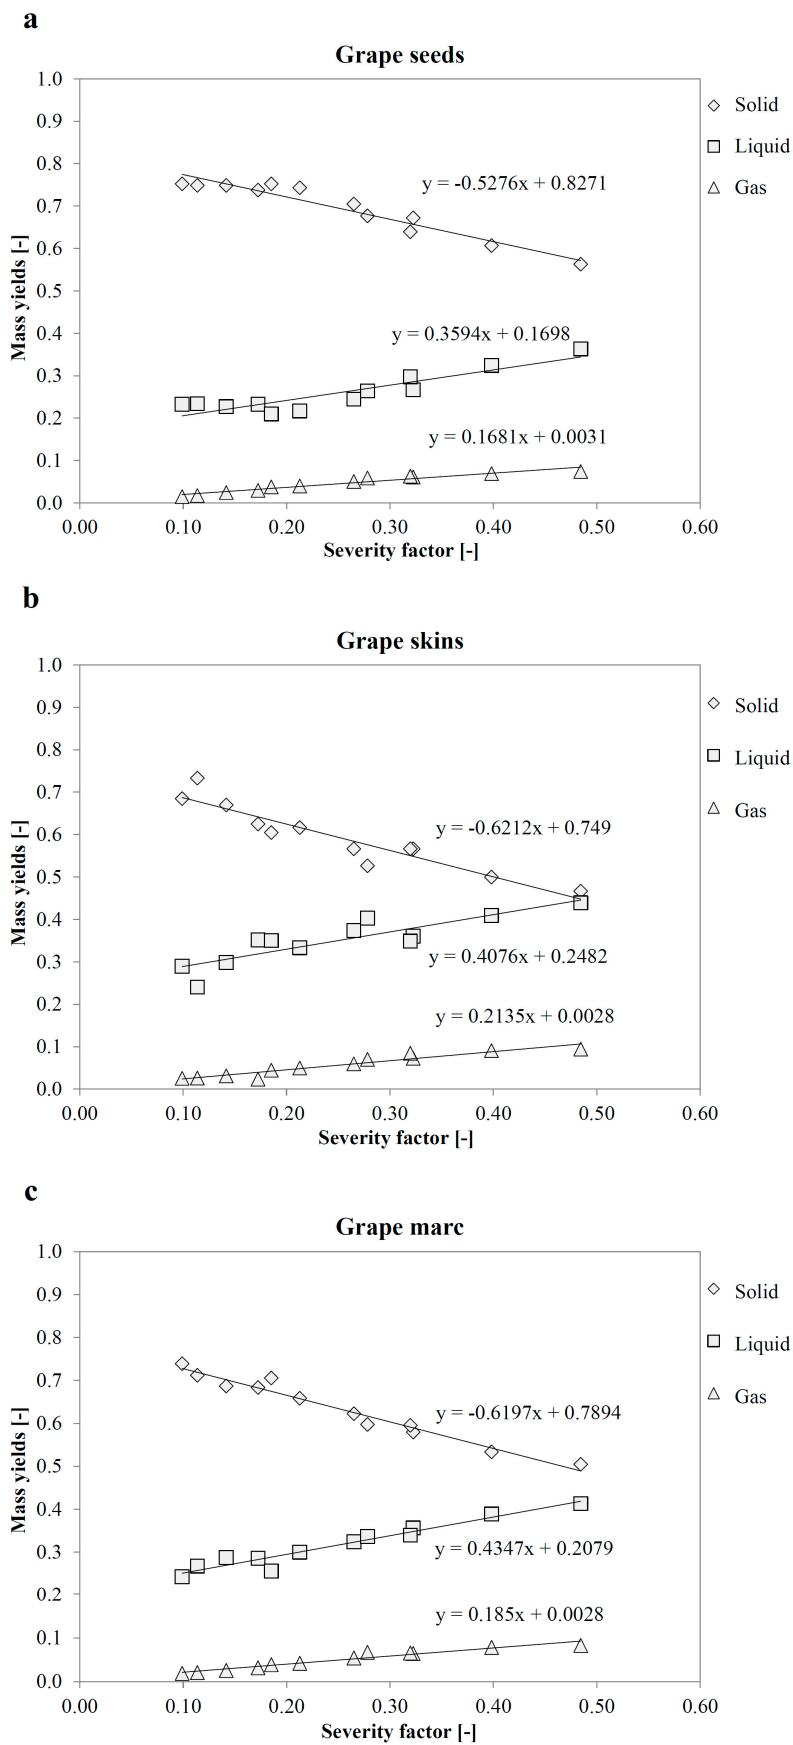 a
Grape seeds
1.0
0.9
0.8
0.7
0.6
0.5
0.4
0.3
0.2
0.1
0.0
Mass yields [-]
y = -0.5276x + 0.8271
y = 0.3594x + 0.1698
y = 0.1681x + 0.0031
Solid
Liquid
Gas
0.00 0.10 0.20 0.30 0.40 0.50 0.60
Severity factor [-]
b
Grape skins
1.0
0.9
0.8
0.7
0.6
0.5
0.4
0.3
0.2
0.1
0.0
Mass yields [-]
y = -0.6212x + 0.749
y = 0.4076x + 0.2482
y = 0.2135x + 0.0028
Solid
Liquid
Gas
0.00 0.10 0.20 0.30 0.40 0.50 0.60
Severity factor [-]
c
Grape marc
1.0
0.9
0.8
0.7
0.6
0.5
0.4
0.3
0.2
0.1
0.0
Mass yields [-]
y = -0.6197x + 0.7894
y = 0.4347x + 0.2079
y = 0.185x + 0.0028
Solid
Liquid
Gas
0.00 0.10 0.20 0.30 0.40 0.50 0.60
Severity factor [-]